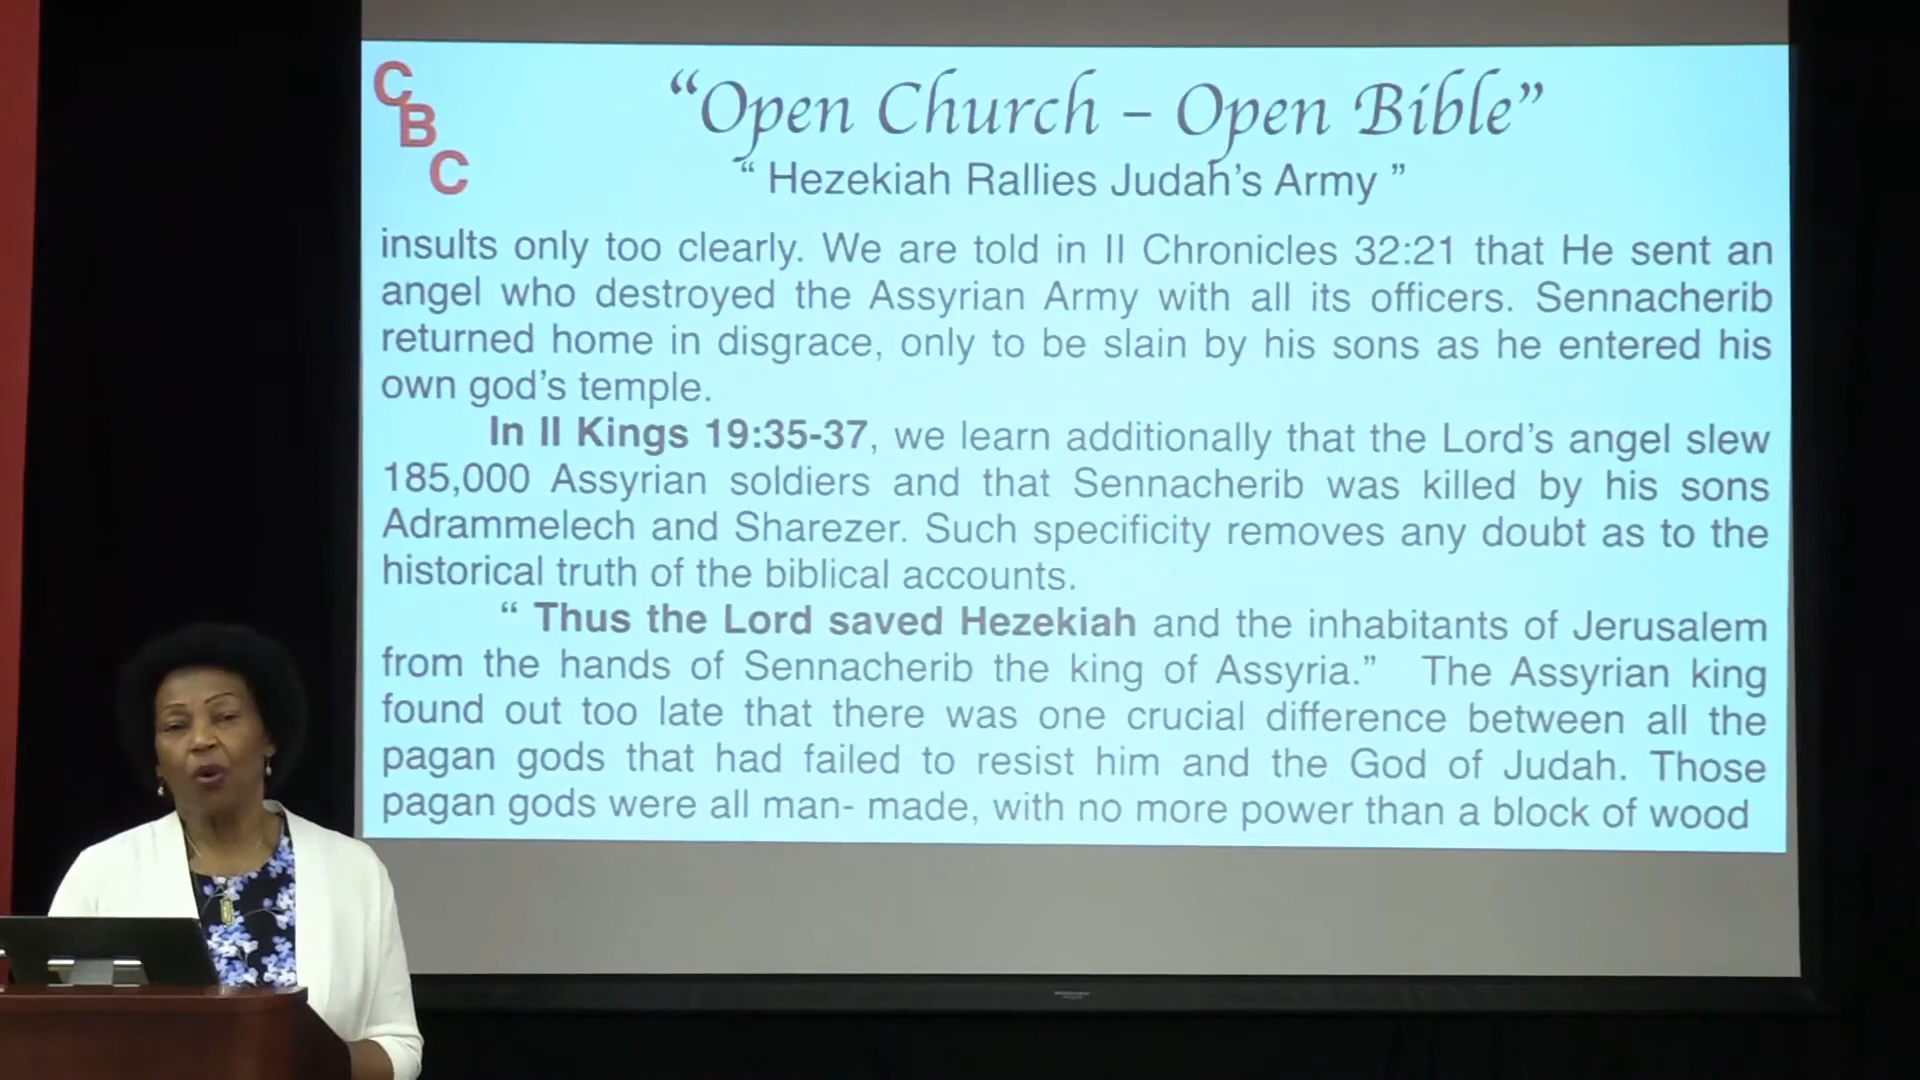 C
B
C
“Open Church – Open Bible”
“ Hezekiah Rallies Judah’s Army ”
insults only too clearly. We are told in II Chronicles 32:21 that He sent an
angel who destroyed the Assyrian Army with all its officers. Sennacherib
returned home in disgrace, only to be slain by his sons as he entered his
own god’s temple.
In II Kings 19:35-37, we learn additionally that the Lord’s angel slew
185,000 Assyrian soldiers and that Sennacherib was killed by his sons
Adrammelech and Sharezer. Such specificity removes any doubt as to the
historical truth of the biblical accounts.
“ Thus the Lord saved Hezekiah and the inhabitants of Jerusalem
from the hands of Sennacherib the king of Assyria.” The Assyrian king
found out too late that there was one crucial difference between all the
pagan gods that had failed to resist him and the God of Judah. Those
pagan gods were all man- made, with no more power than a block of wood